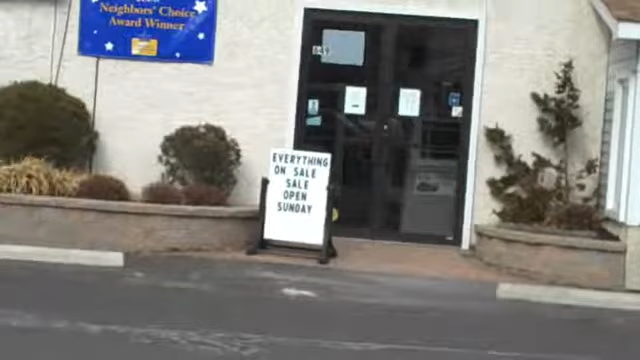 Neighbors' Choice
Award Winner
EVERYTHING
ON SALE
SALE
OPEN
SUNDAY